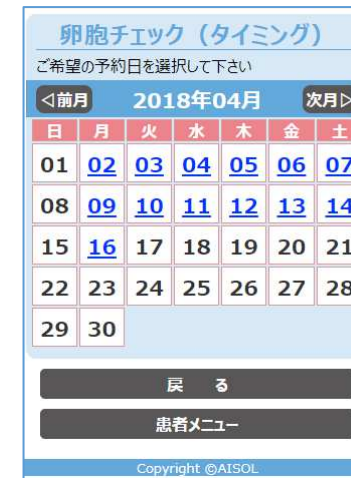 卵胞チェック（タイミング）
ご希望の予約日を選択して下さい
◁前月 2018年04月 次月▷
日 月 火 水 木 金 土
01 02 03 04 05 06 07
08 09 10 11 12 13 14
15 16 17 18 19 20 21
22 23 24 25 26 27 28
29 30
戻 る
患者メニュー
Copyright ©AISOL